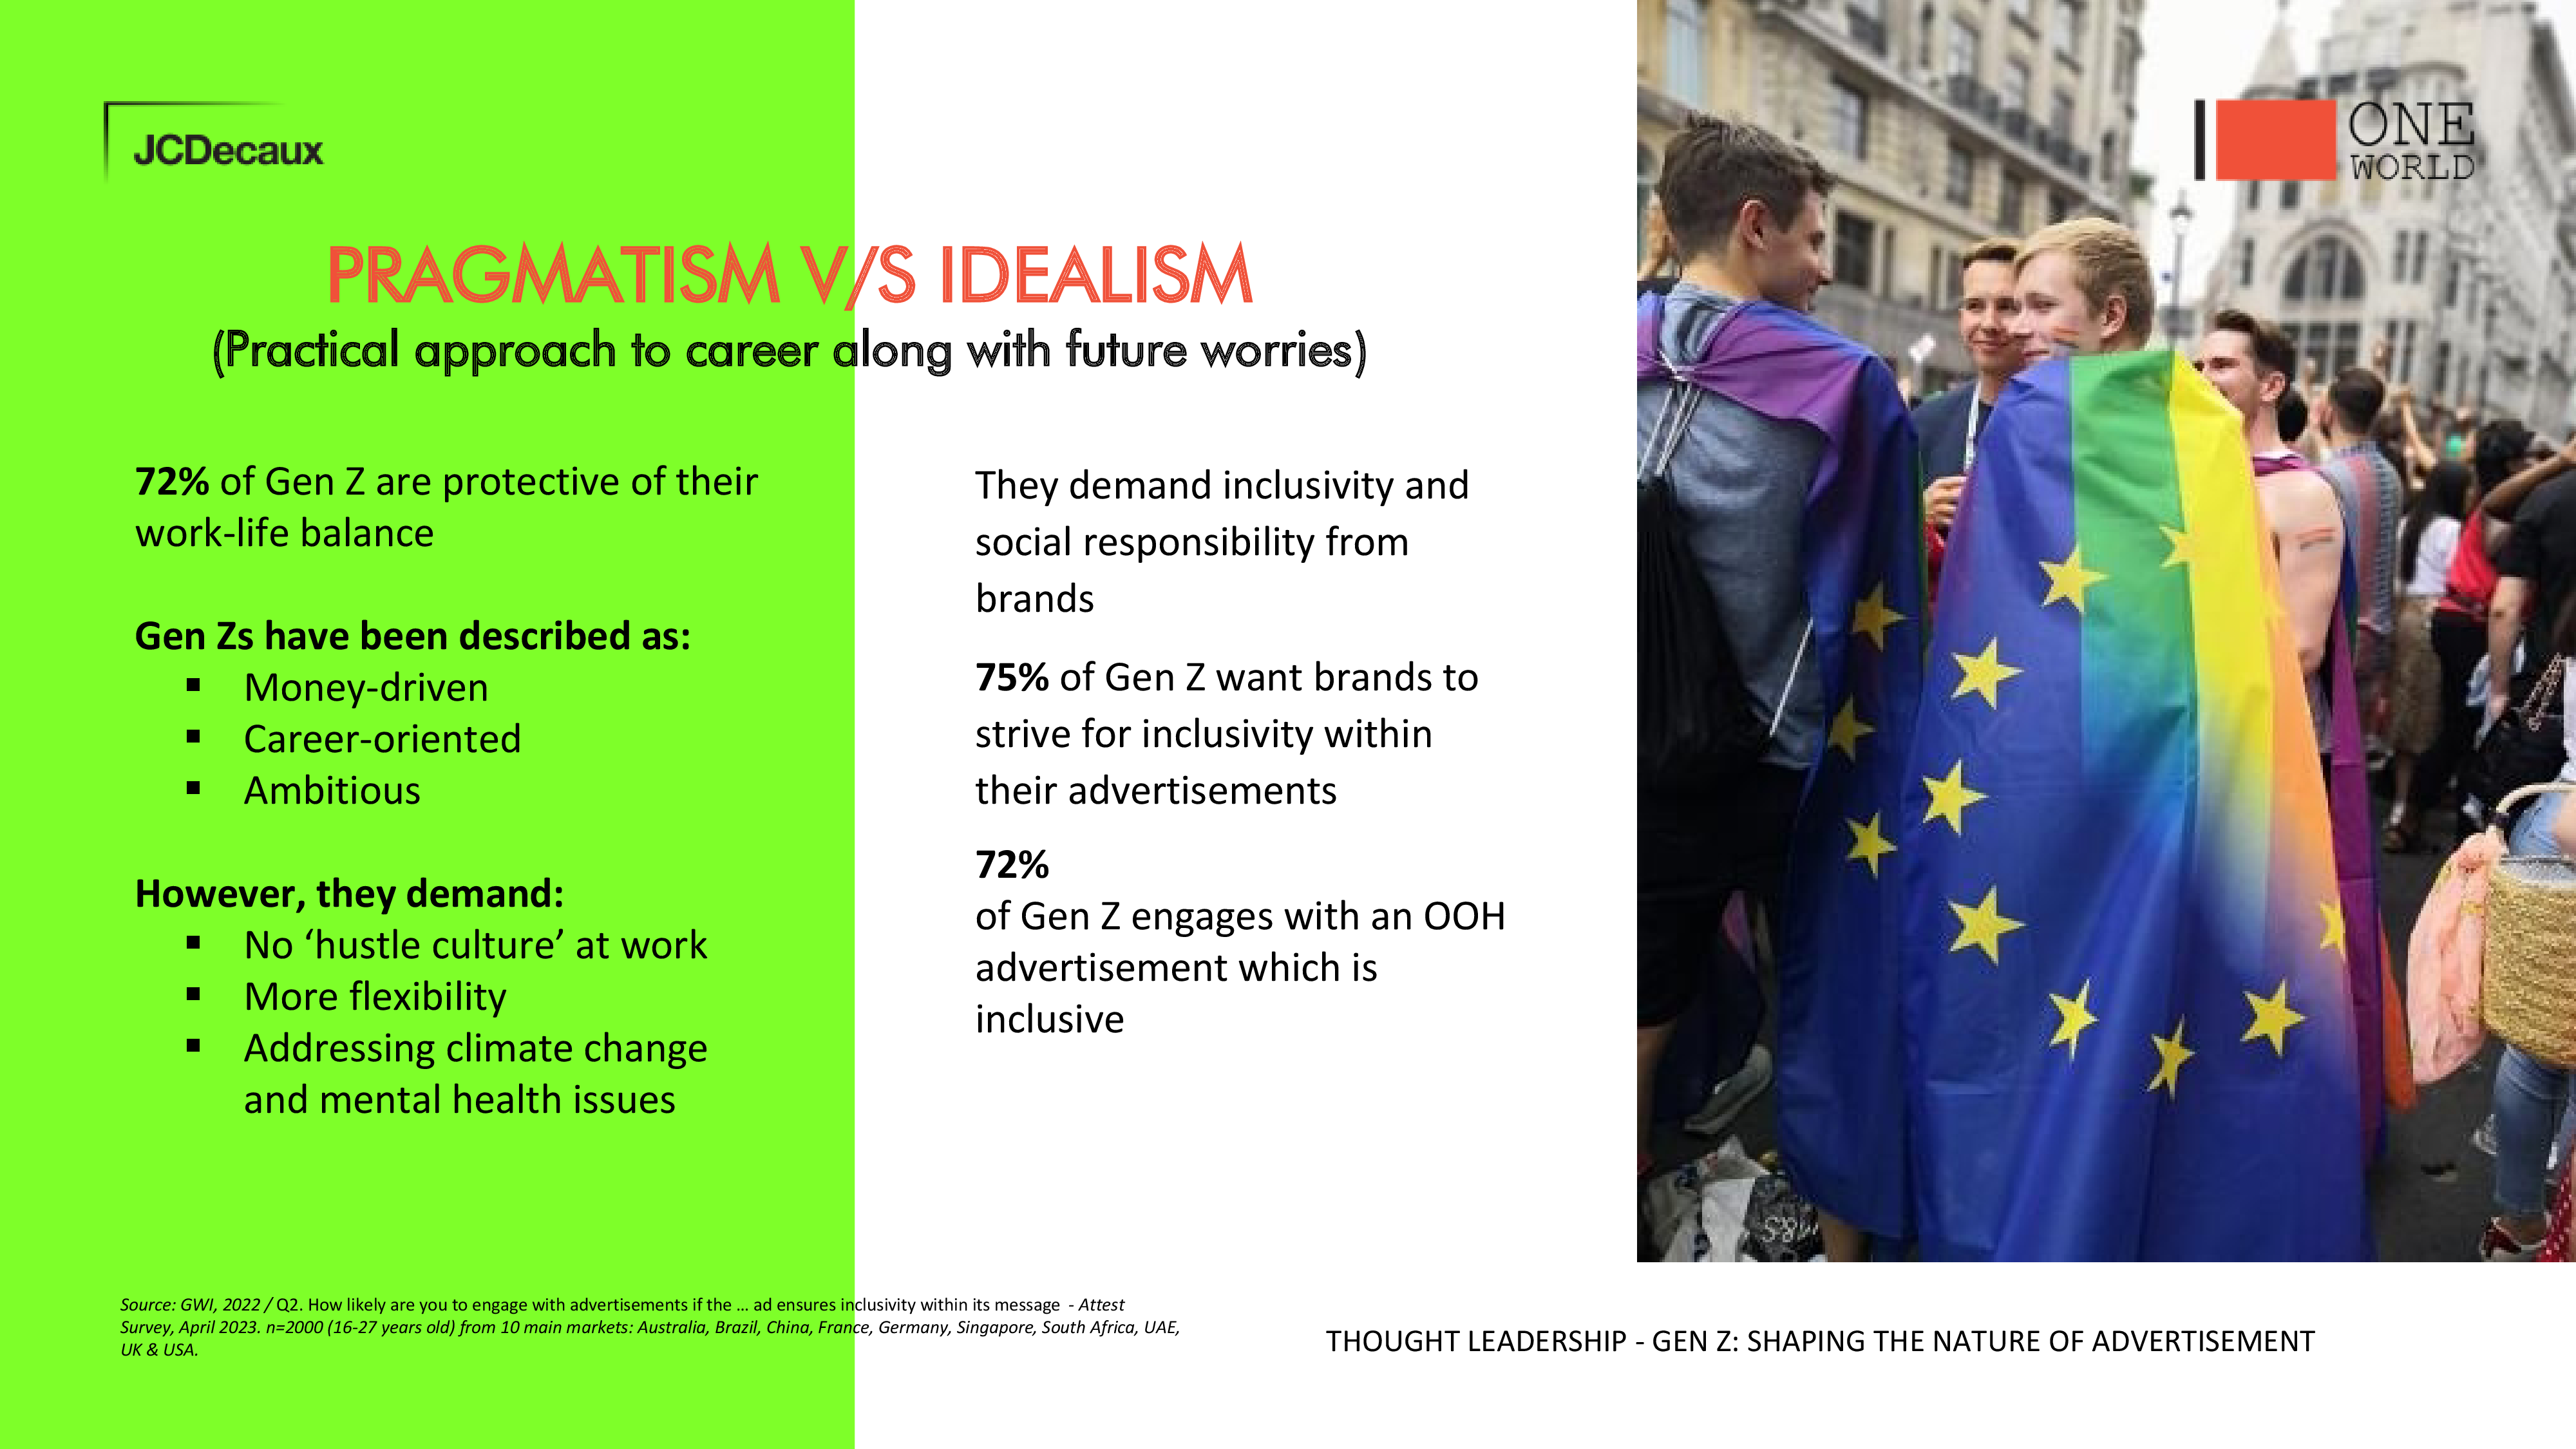 JCDecaux
ONE
WORLD
PRAGMATISM V/S IDEALISM
(Practical approach to career along with future worries)
72% of Gen Z are protective of their
work-life balance
Gen Zs have been described as:
▪ Money-driven
▪ Career-oriented
▪ Ambitious
However, they demand:
▪ No ‘hustle culture’ at work
▪ More flexibility
▪ Addressing climate change
and mental health issues
They demand inclusivity and
social responsibility from
brands
75% of Gen Z want brands to
strive for inclusivity within
their advertisements
72%
of Gen Z engages with an OOH
advertisement which is
inclusive
Source: GWI, 2022 / Q2. How likely are you to engage with advertisements if the … ad ensures inclusivity within its message - Attest
Survey, April 2023. n=2000 (16-27 years old) from 10 main markets: Australia, Brazil, China, France, Germany, Singapore, South Africa, UAE,
UK & USA.
THOUGHT LEADERSHIP - GEN Z: SHAPING THE NATURE OF ADVERTISEMENT